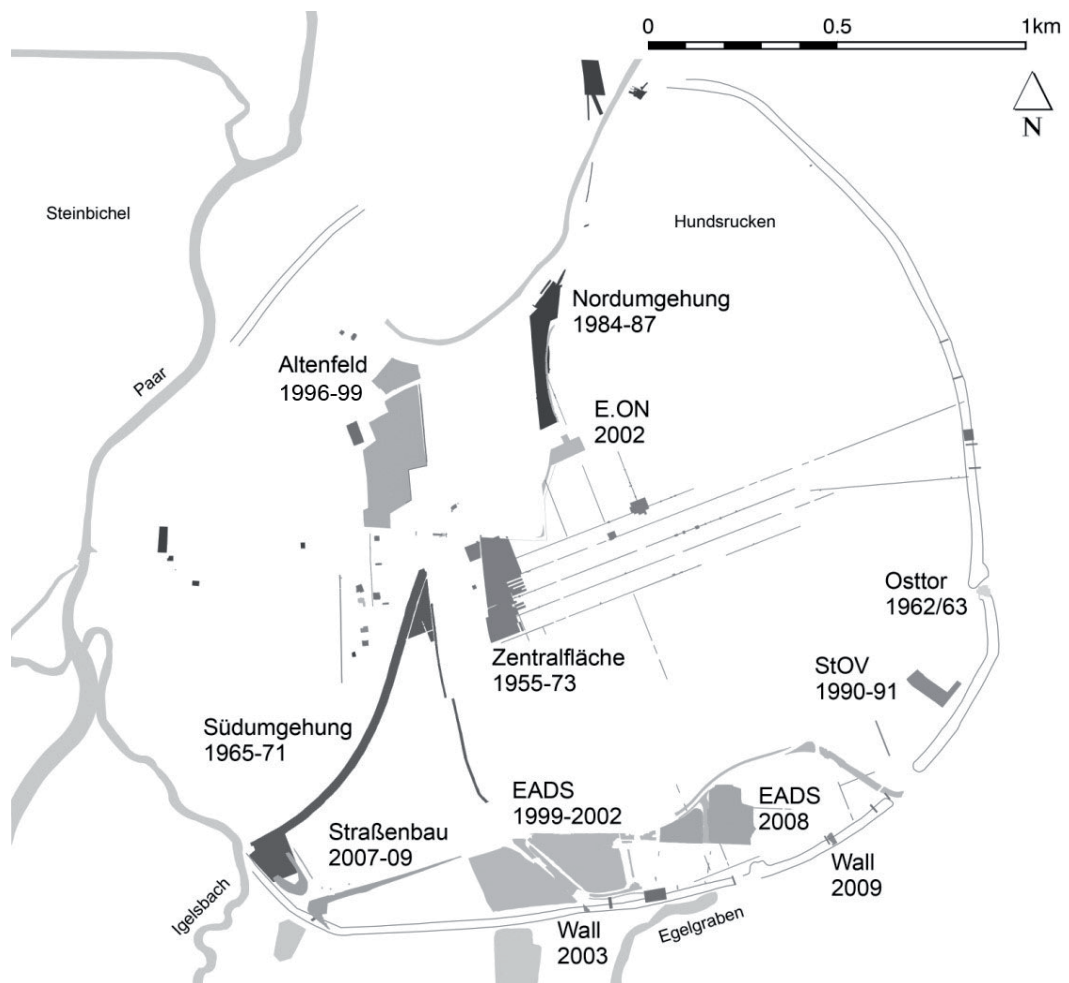 0 0.5 1km
N
Steinbichel
Hundsrucken
Nordumgehung
1984-87
Altenfeld
1996-99
Paar
E.ON
2002
Osttor
1962/63
Zentralfläche
1955-73
StOV
1990-91
Südumgehung
1965-71
EADS
1999-2002
EADS
2008
Straßenbau
2007-09
Wall
2009
Igelsbach
Wall
2003
Egelgraben